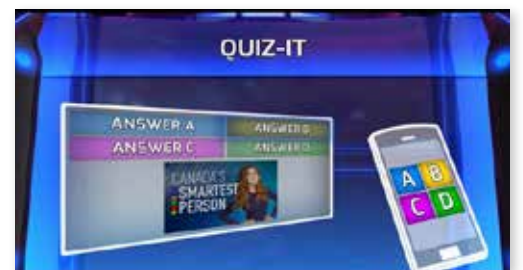 QUIZ-IT
ANSWER A
ANSWER B
ANSWER C
ANSWER D
CANADA'S
SMARTEST
PERSON
A B
C D